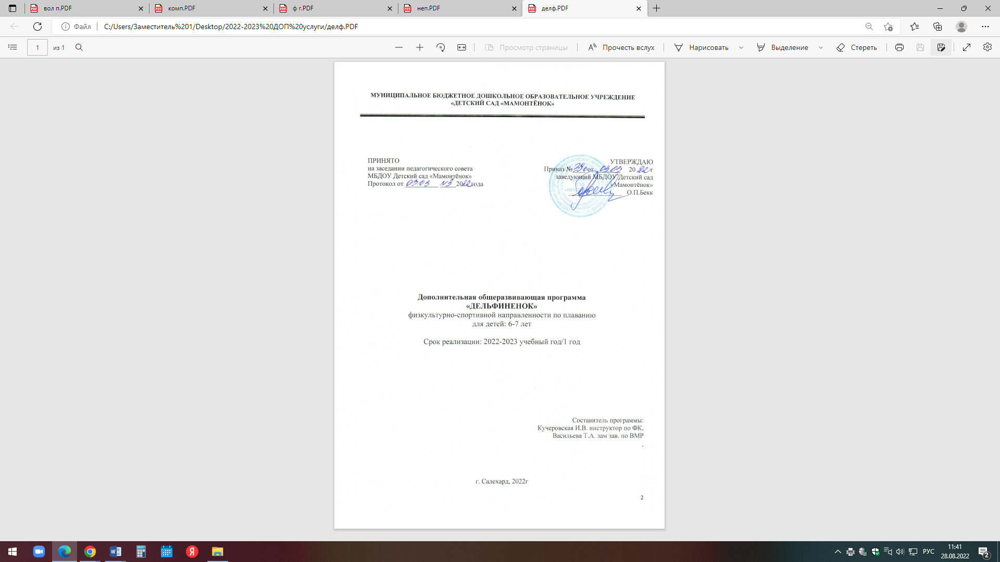 вол п.PDF
комп.PDF
ф г.PDF
неп.PDF
делф.PDF
Файл
C:/Users/Заместитель%201/Desktop/2022-2023%20ДОП%20услуги/делф.PDF
1 из 1
Просмотр страницы
Прочесть вслух
Нарисовать
Выделение
Стереть
МУНИЦИПАЛЬНОЕ БЮДЖЕТНОЕ ДОШКОЛЬНОЕ ОБРАЗОВАТЕЛЬНОЕ УЧРЕЖДЕНИЕ
«ДЕТСКИЙ САД «МАМОНТЁНОК»
ПРИНЯТО
на заседании педагогического совета
МБДОУ Детский сад «Мамонтёнок»
Протокол от 03.03 №3 2022 года
УТВЕРЖДАЮ
Приказ № от 03.03 20 22 г
заведующий МБДОУ Детский сад
«Мамонтёнок»
О.П.Бекк
Дополнительная общеразвивающая программа
«ДЕЛЬФИНЕНОК»
физкультурно-спортивной направленности по плаванию
для детей: 6-7 лет
Срок реализации: 2022-2023 учебный год/1 год
Составитель программы:
Кучеровская И.В. инструктор по ФК,
Васильева Т.А. зам зав. по ВМР
.
г. Салехард, 2022г
2
РУС
11:41
28.08.2022
2